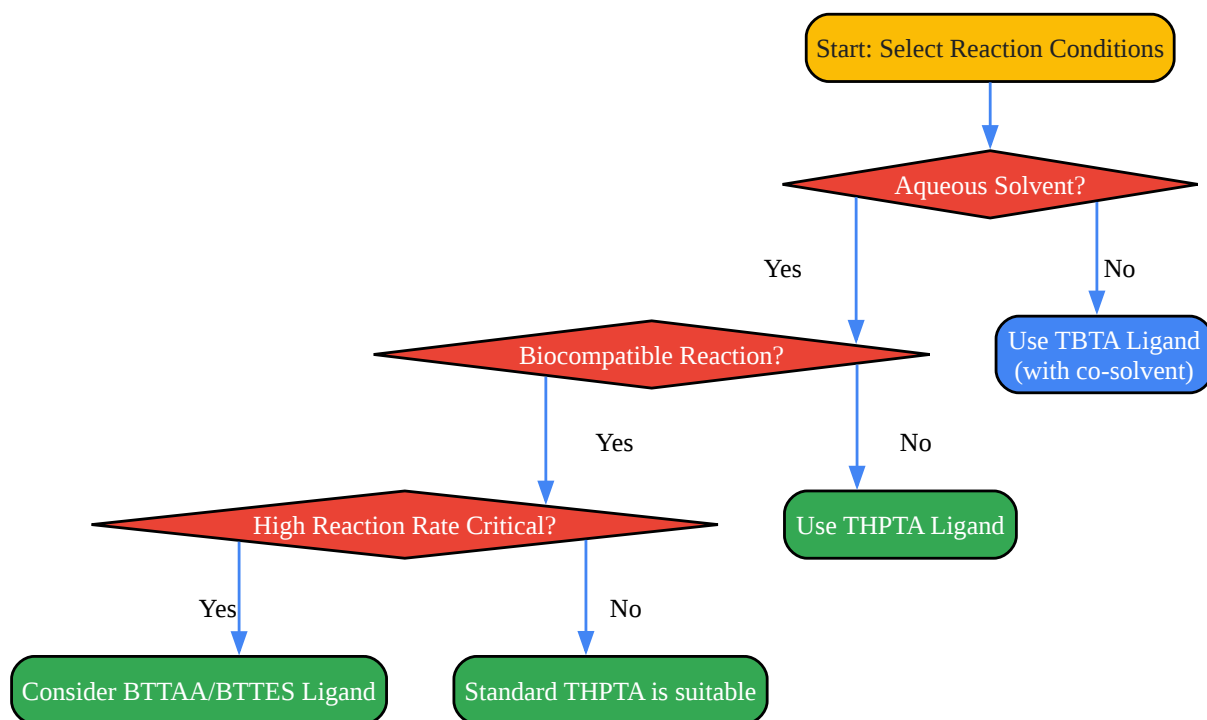 Start: Select Reaction Conditions
Aqueous Solvent?
Yes
No
Biocompatible Reaction?
Use TBTA Ligand
(with co-solvent)
Yes
No
High Reaction Rate Critical?
Use THPTA Ligand
Yes
No
Consider BTTAA/BTTES Ligand
Standard THPTA is suitable